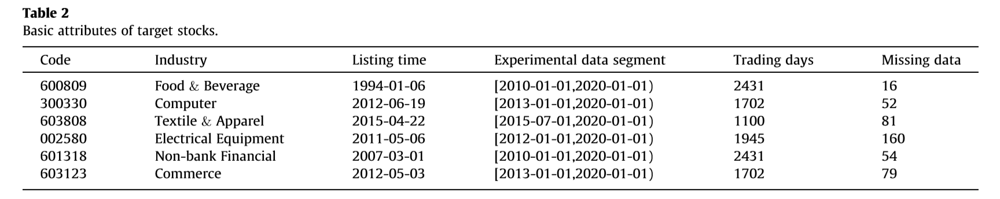 Table 2
Basic attributes of target stocks.
Code Industry Listing time Experimental data segment Trading days Missing data
600809 Food & Beverage 1994-01-06 [2010-01-01,2020-01-01) 2431 16
300330 Computer 2012-06-19 [2013-01-01,2020-01-01) 1702 52
603808 Textile & Apparel 2015-04-22 [2015-07-01,2020-01-01) 1100 81
002580 Electrical Equipment 2011-05-06 [2012-01-01,2020-01-01) 1945 160
601318 Non-bank Financial 2007-03-01 [2010-01-01,2020-01-01) 2431 54
603123 Commerce 2012-05-03 [2013-01-01,2020-01-01) 1702 79